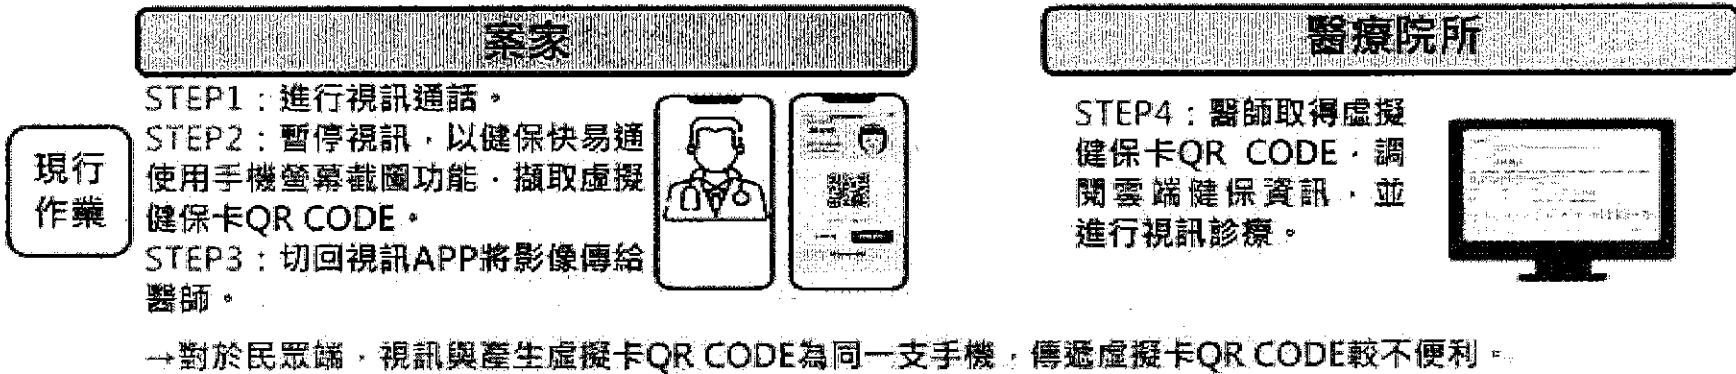 案家
醫療院所
現行
作業
STEP1：進行視訊通話。
STEP2：暫停視訊，以健保快易通
使用手機螢幕截圖功能，擷取虛擬
健保卡QR CODE。
STEP3：切回視訊APP將影像傳給
醫師。
STEP4：醫師取得虛擬
健保卡QR CODE，調
閱雲端健保資訊，並
進行視訊診療。
→對於民眾端，視訊與產生虛擬卡QR CODE為同一支手機，傳遞虛擬卡QR CODE較不便利。